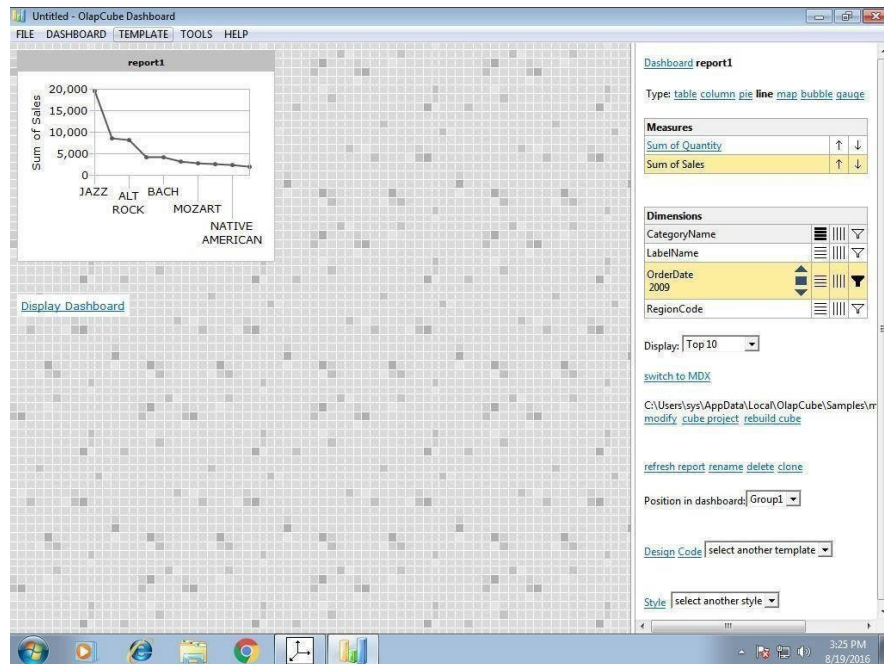 Untitled - OlapCube Dashboard
FILE DASHBOARD TEMPLATE TOOLS HELP
report1
20,000
15,000
10,000
5,000
0
Sum of Sales
JAZZ ALT ROCK BACH MOZART NATIVE AMERICAN
Display Dashboard
Dashboard report1
Type: table column pie line map bubble gauge
Measures
Sum of Quantity ↑ ↓
Sum of Sales ↑ ↓
Dimensions
CategoryName
LabelName
OrderDate
2009
RegionCode
Display: Top 10
switch to MDX
C:\Users\sys\AppData\Local\OlapCube\Samples\m
modify cube project rebuild cube
refresh report rename delete clone
Position in dashboard: Group1
Design Code select another template
Style select another style
3:25 PM
8/19/2016